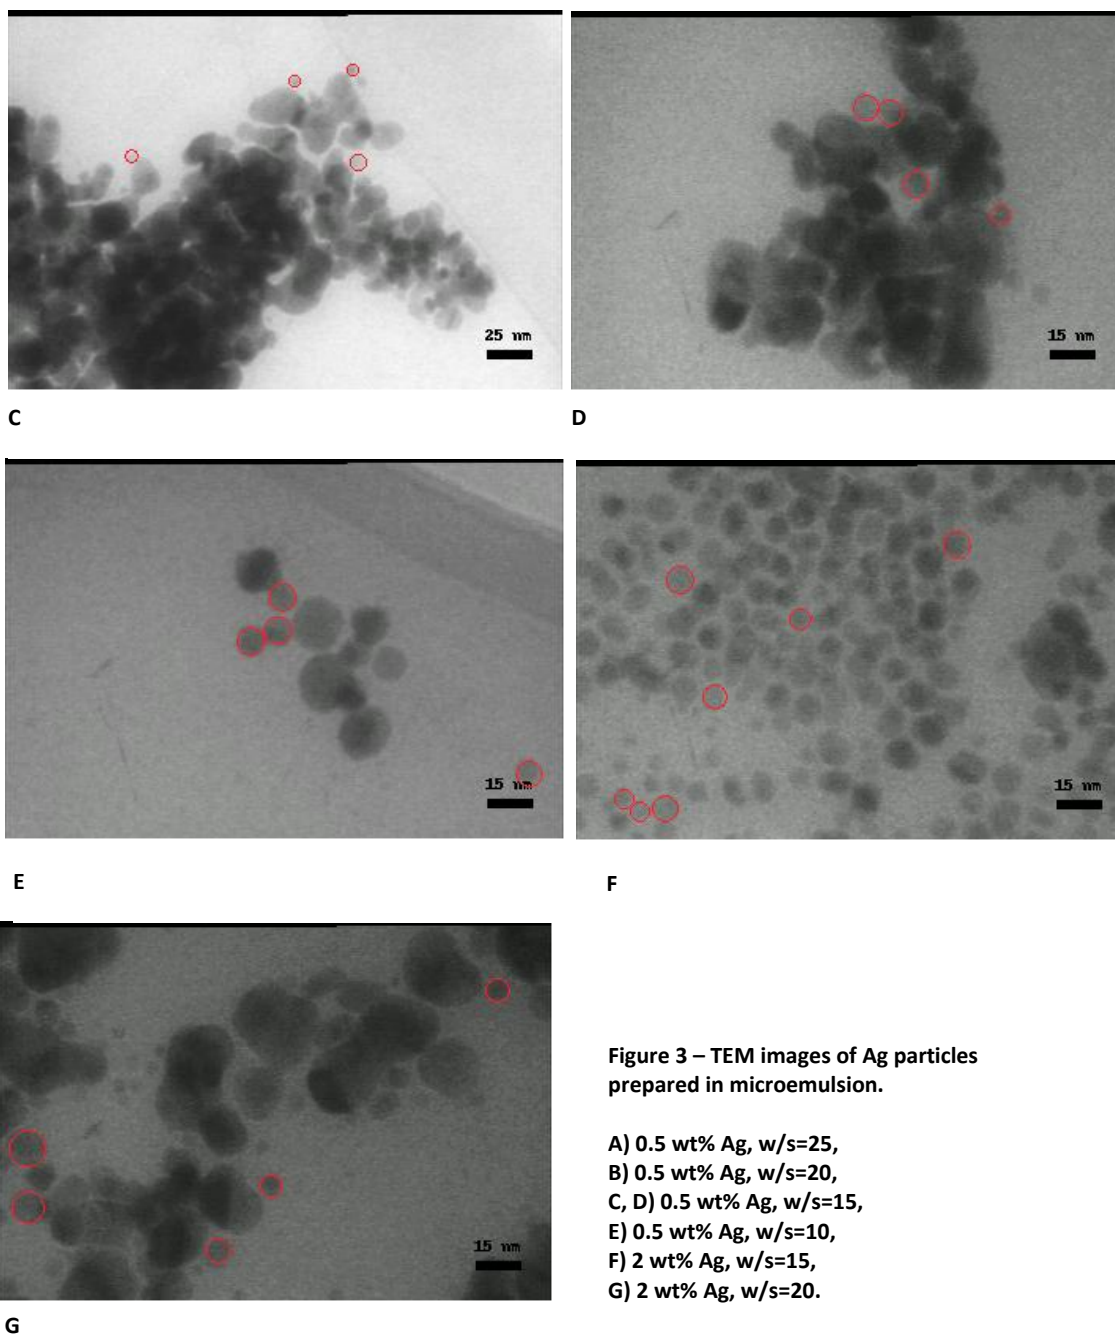 25 nm
15 nm
C
D
15 nm
15 nm
E
F
15 nm
Figure 3 – TEM images of Ag particles
prepared in microemulsion.
A) 0.5 wt% Ag, w/s=25,
B) 0.5 wt% Ag, w/s=20,
C, D) 0.5 wt% Ag, w/s=15,
E) 0.5 wt% Ag, w/s=10,
F) 2 wt% Ag, w/s=15,
G) 2 wt% Ag, w/s=20.
G